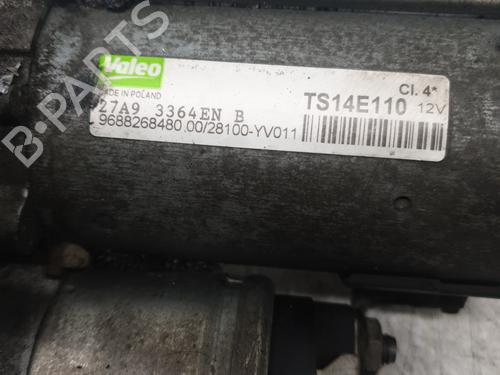 B-PARTS
Valeo
MADE IN POLAND
Cl. 4*
TS14E110 12V
27A9 3364EN B
9688268480.00/28100-YV011